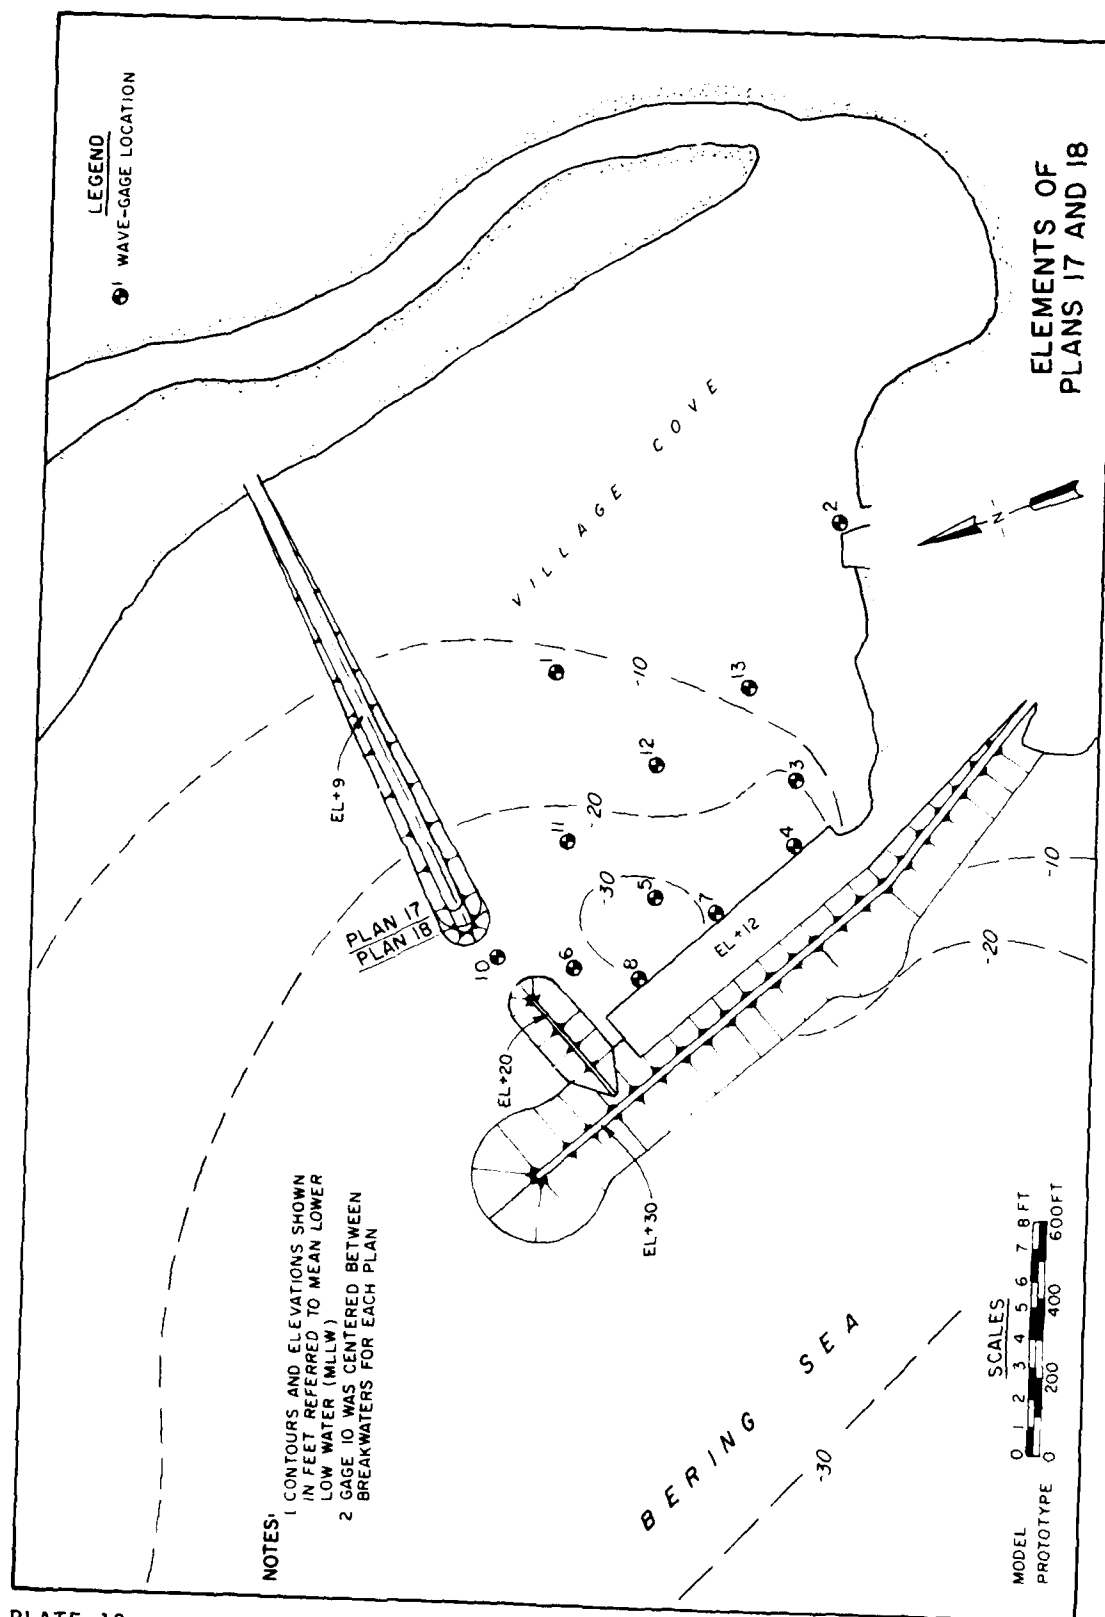 LEGEND
1 WAVE-GAGE LOCATION
VILLAGE COVE
BERING SEA
EL+9
PLAN 17
PLAN 18
EL+20
EL+30
EL+12
-10
-20
-30
-10
-20
-30
1
2
3
4
5
6
7
8
10
11
12
13
-N-
NOTES:
1 CONTOURS AND ELEVATIONS SHOWN
IN FEET REFERRED TO MEAN LOWER
LOW WATER (MLLW)
2 GAGE 10 WAS CENTERED BETWEEN
BREAKWATERS FOR EACH PLAN
SCALES
MODEL 0 1 2 3 4 5 6 7 8 FT
PROTOTYPE 0 200 400 600FT
ELEMENTS OF
PLANS 17 AND 18